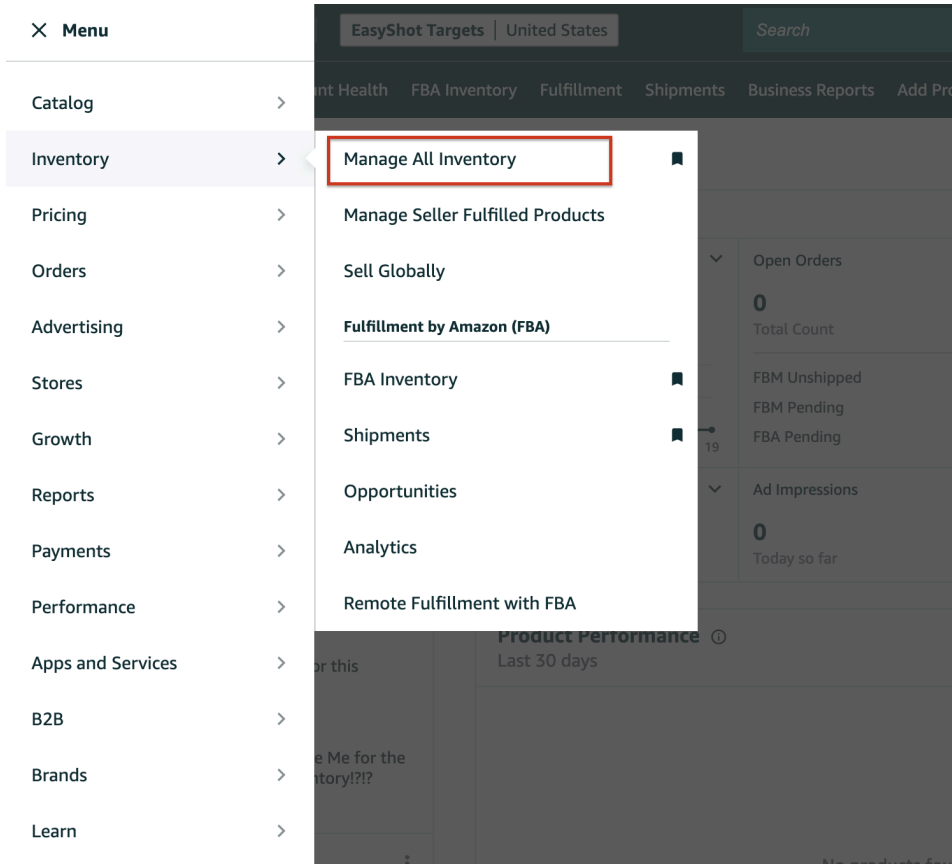 Menu
EasyShot Targets | United States
Search
nt Health FBA Inventory Fulfillment Shipments Business Reports Add Pro
Catalog
Inventory
Pricing
Orders
Advertising
Stores
Growth
Reports
Payments
Performance
Apps and Services
B2B
Brands
Learn
Manage All Inventory
Manage Seller Fulfilled Products
Sell Globally
Fulfillment by Amazon (FBA)
FBA Inventory
Shipments
Opportunities
Analytics
Remote Fulfillment with FBA
Open Orders
0
Total Count
FBM Unshipped
FBM Pending
FBA Pending
19
Ad Impressions
0
Today so far
Product Performance
Last 30 days
or this
e Me for the
ntory!?!?